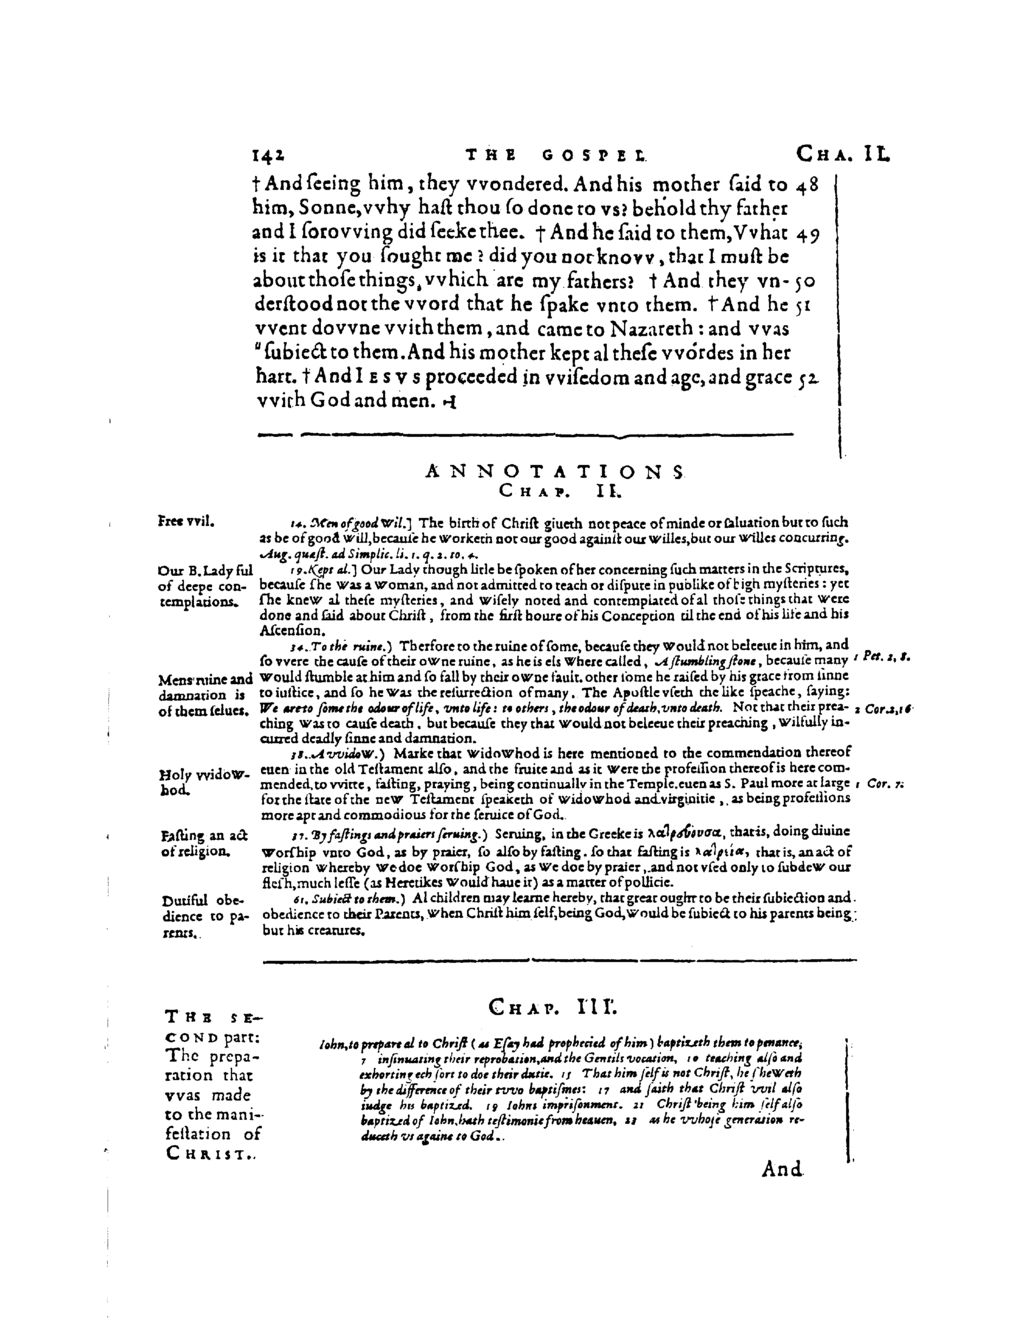 142 THE GOSPEL CHA. II.
† And ſeeing him, they vvondered. And his mother ſaid to 48
him, Sonne, vvhy haſt thou ſo done to vs? behold thy father
and I ſorovving did ſeeke thee. † And he ſaid to them, Vvhat 49
is it that you ſought me? did you not knovv, that I muſt be
about thoſe things, vvhich are my fathers? † And they vn- 50
derſtood not the vvord that he ſpake vnto them. † And he 51
vvent dovvne vvith them, and came to Nazareth: and vvas
"ſubiect to them. And his mother kept al theſe vvordes in her
hart. † And IESVS proceeded in vviſedom and age, and grace 52
vvith God and men. ⊣
ANNOTATIONS
CHAP. II.
Free vvil.
14. Men of good wil.] The birth of Chriſt giueth not peace of minde or ſaluation but to ſuch
as be of good will, becauſe he worketh not our good againſt our willes, but our willes concurring.
Aug. quæſt. ad Simplic. li. 1. q. 2. to. 4.
Our B. Lady ful
of deepe con-
templations.
19. Kept al.] Our Lady though litle be ſpoken of her concerning ſuch matters in the Scriptures,
becauſe ſhe was a woman, and not admitted to teach or diſpute in publike of high myſteries: yet
ſhe knew al theſe myſteries, and wiſely noted and contemplated of al thoſe things that were
done and ſaid about Chriſt, from the firſt houre of his Conception til the end of his life and his
Aſcenſion.
Mens ruine and
damnation is
of them ſelues.
34. To the ruine.) Therfore to the ruine of ſome, becauſe they would not beleeue in him, and
ſo vvere the cauſe of their owne ruine, as he is els where called, A ſtumbling ſtone, becauſe many 1 Pet. 2, 8.
would ſtumble at him and ſo fall by their owne fault. other ſome he raiſed by his grace from ſinne
to iuſtice, and ſo he was the reſurrection of many. The Apoſtle vſeth the like ſpeache, ſaying:
We are to ſome the odour of life, vnto life: to others, the odour of death, vnto death. Not that their prea- 2 Cor. 2, 16
ching was to cauſe death, but becauſe they that would not beleeue their preaching, wilfully in-
curred deadly ſinne and damnation.
Holy vvidow-
hod.
38. A vvidow.) Marke that widowhod is here mentioned to the commendation thereof
euen in the old Teſtament alſo, and the fruite and as it were the profeſſion thereof is here com-
mended, to vvitte, faſting, praying, being continually in the Temple. euen as S. Paul more at large 1 Cor. 7.
for the ſtate of the new Teſtament ſpeaketh of widowhod and virginitie, as being profeſſions
more apt and commodious for the ſeruice of God.
Faſting an act
of religion.
37. By faſtings and praiers ſeruing.) Seruing, in the Greeke is λατρεύουσα, that is, doing diuine
worſhip vnto God, as by praier, ſo alſo by faſting. ſo that faſting is λατρεία, that is, an act of
religion whereby we doe worſhip God, as we doe by praier, and not vſed only to ſubdew our
fleſh, much leſſe (as Heretikes would haue it) as a matter of pollicie.
Dutiful obe-
dience to pa-
rents.
61. Subiect to them.) Al children may learne hereby, that great ought to be their ſubiection and
obedience to their Parents, when Chriſt him ſelf, being God, would be ſubiect to his parents being
but his creatures.
CHAP. III.
THE SE-
COND part:
The prepa-
ration that
vvas made
to the mani-
feſtation of
CHRIST.
Iohn, to prepare al to Chriſt (as Eſay had prophecied of him) baptizeth them to penance,
7 inſinuating their reprobation, and the Gentils vocation, 10 teaching alſo and
exhorting ech ſort to doe their dutie. 15 That him ſelf is not Chriſt, he ſheweth
by the difference of their tvvo baptiſmes: 17 and ſaith that Chriſt vvil alſo
iudge his baptized. 19 Iohns impriſonment. 21 Chriſt being him ſelf alſo
baptized of Iohn, hath teſtimonie from heauen, 23 as he vvhoſe generation re-
duceth vs againe to God.
And